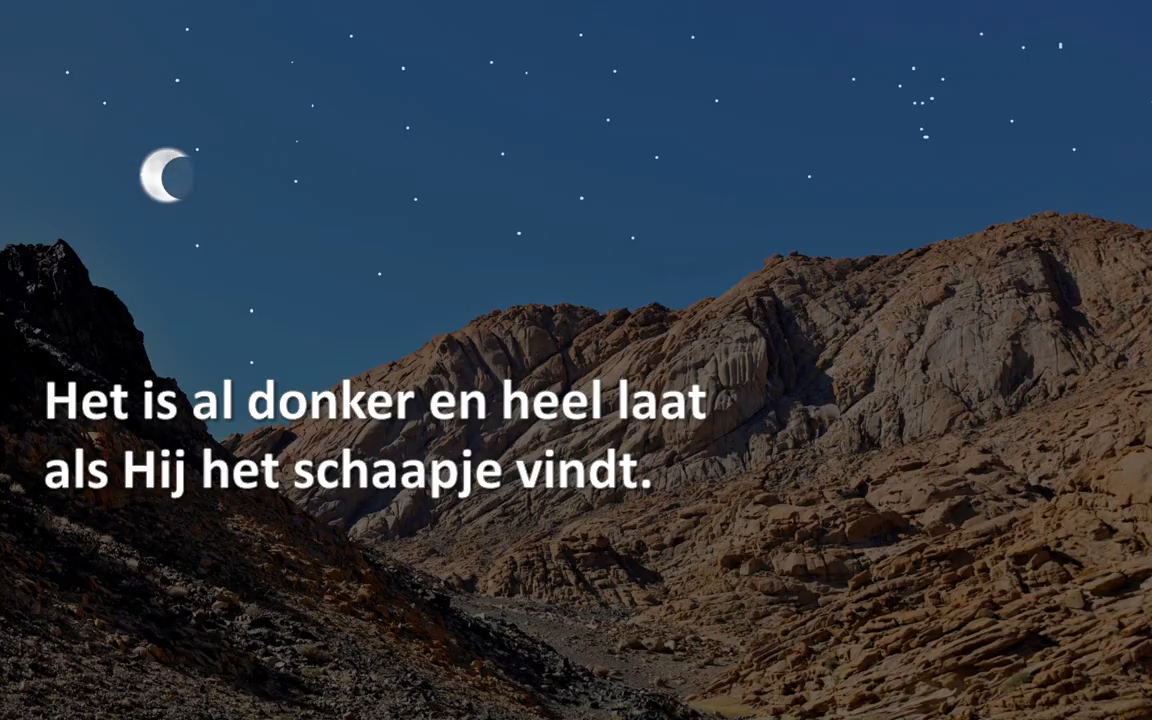 Het is al donker en heel laat
als Hij het schaapje vindt.